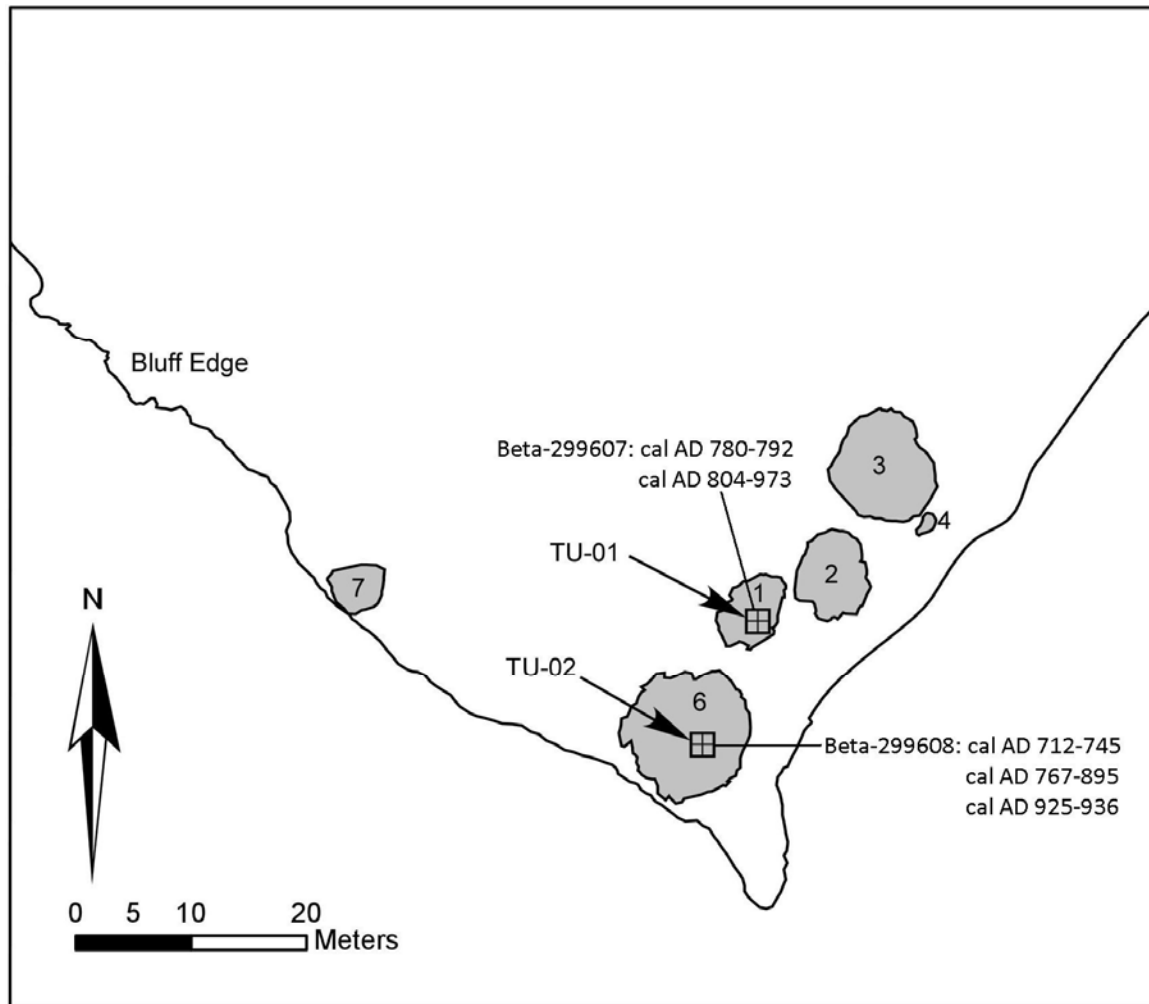 Bluff Edge
3
Beta-299607: cal AD 780-792
cal AD 804-973
4
TU-01
2
7
1
N
TU-02
6
Beta-299608: cal AD 712-745
cal AD 767-895
cal AD 925-936
0 5 10 20
Meters